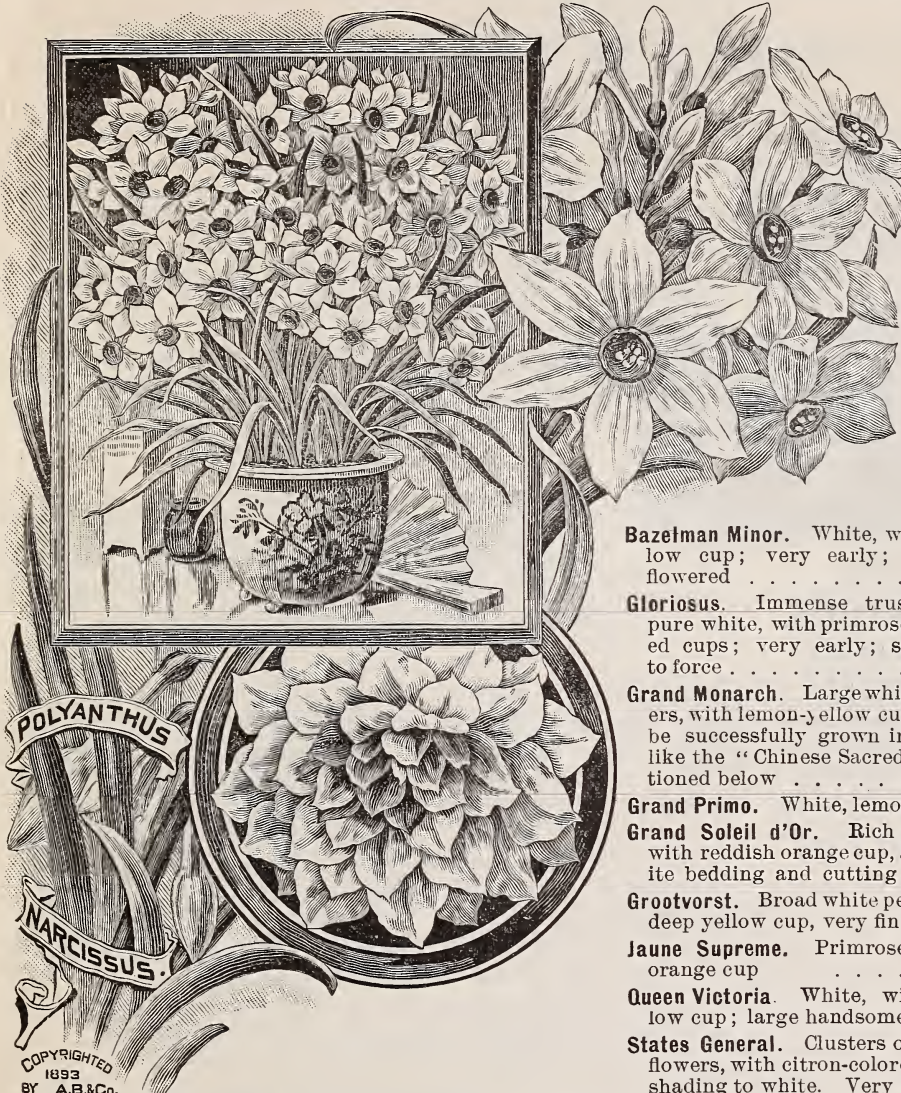 POLYANTHUS
NARCISSUS.
COPYRIGHTED
1893
BY A.B.&Co.
Bazelman Minor. White, w
low cup; very early;
flowered . . . . . . . .
Gloriosus. Immense trus
pure white, with primros
ed cups; very early; s
to force . . . . . . . . .
Grand Monarch. Large whi
ers, with lemon-yellow cu
be successfully grown in
like the "Chinese Sacred
tioned below . . . . .
Grand Primo. White, lemo
Grand Soleil d'Or. Rich
with reddish orange cup,
ite bedding and cutting
Grootvorst. Broad white pe
deep yellow cup, very fin
Jaune Supreme. Primrose
orange cup . . . .
Queen Victoria. White, wi
low cup; large handsome
States General. Clusters o
flowers, with citron-colore
shading to white. Very